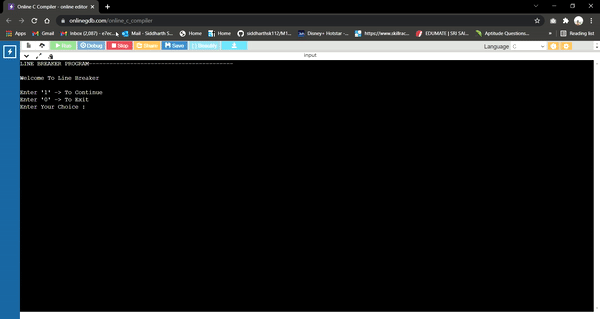 Online C Compiler - online editor
onlinegdb.com/online_c_compiler
Apps Gmail YouTube Inbox (2,087) - e7ec... Siddharth S... Home Home siddharthsk112/M1... Disney+ Hotstar -... https://www.skillrac... EDUMATE | SRI SAI... Aptitude Questions... » Reading list
Run Debug Stop Share Save { } Beautify Language C
input
LINE BREAKER PROGRAM------------------------------------------
Welcome To Line Breaker
Enter '1' -> To Continue
Enter '0' -> To Exit
Enter Your Choice :